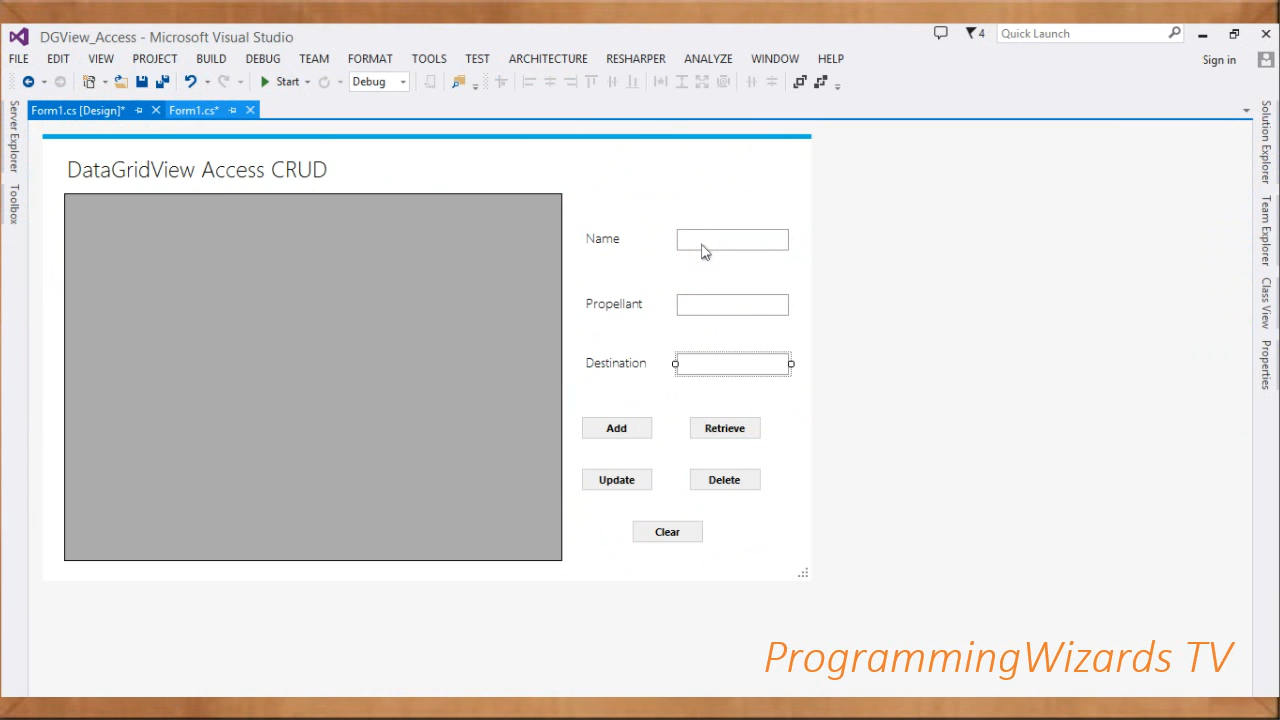 DGView_Access - Microsoft Visual Studio
4
Quick Launch
FILE EDIT VIEW PROJECT BUILD DEBUG TEAM FORMAT TOOLS TEST ARCHITECTURE RESHARPER ANALYZE WINDOW HELP
Sign in
Start
Debug
Form1.cs [Design]*
Form1.cs*
Server Explorer
Toolbox
DataGridView Access CRUD
Name
Propellant
Destination
Add
Retrieve
Update
Delete
Clear
Solution Explorer
Team Explorer
Class View
Properties
ProgrammingWizards TV